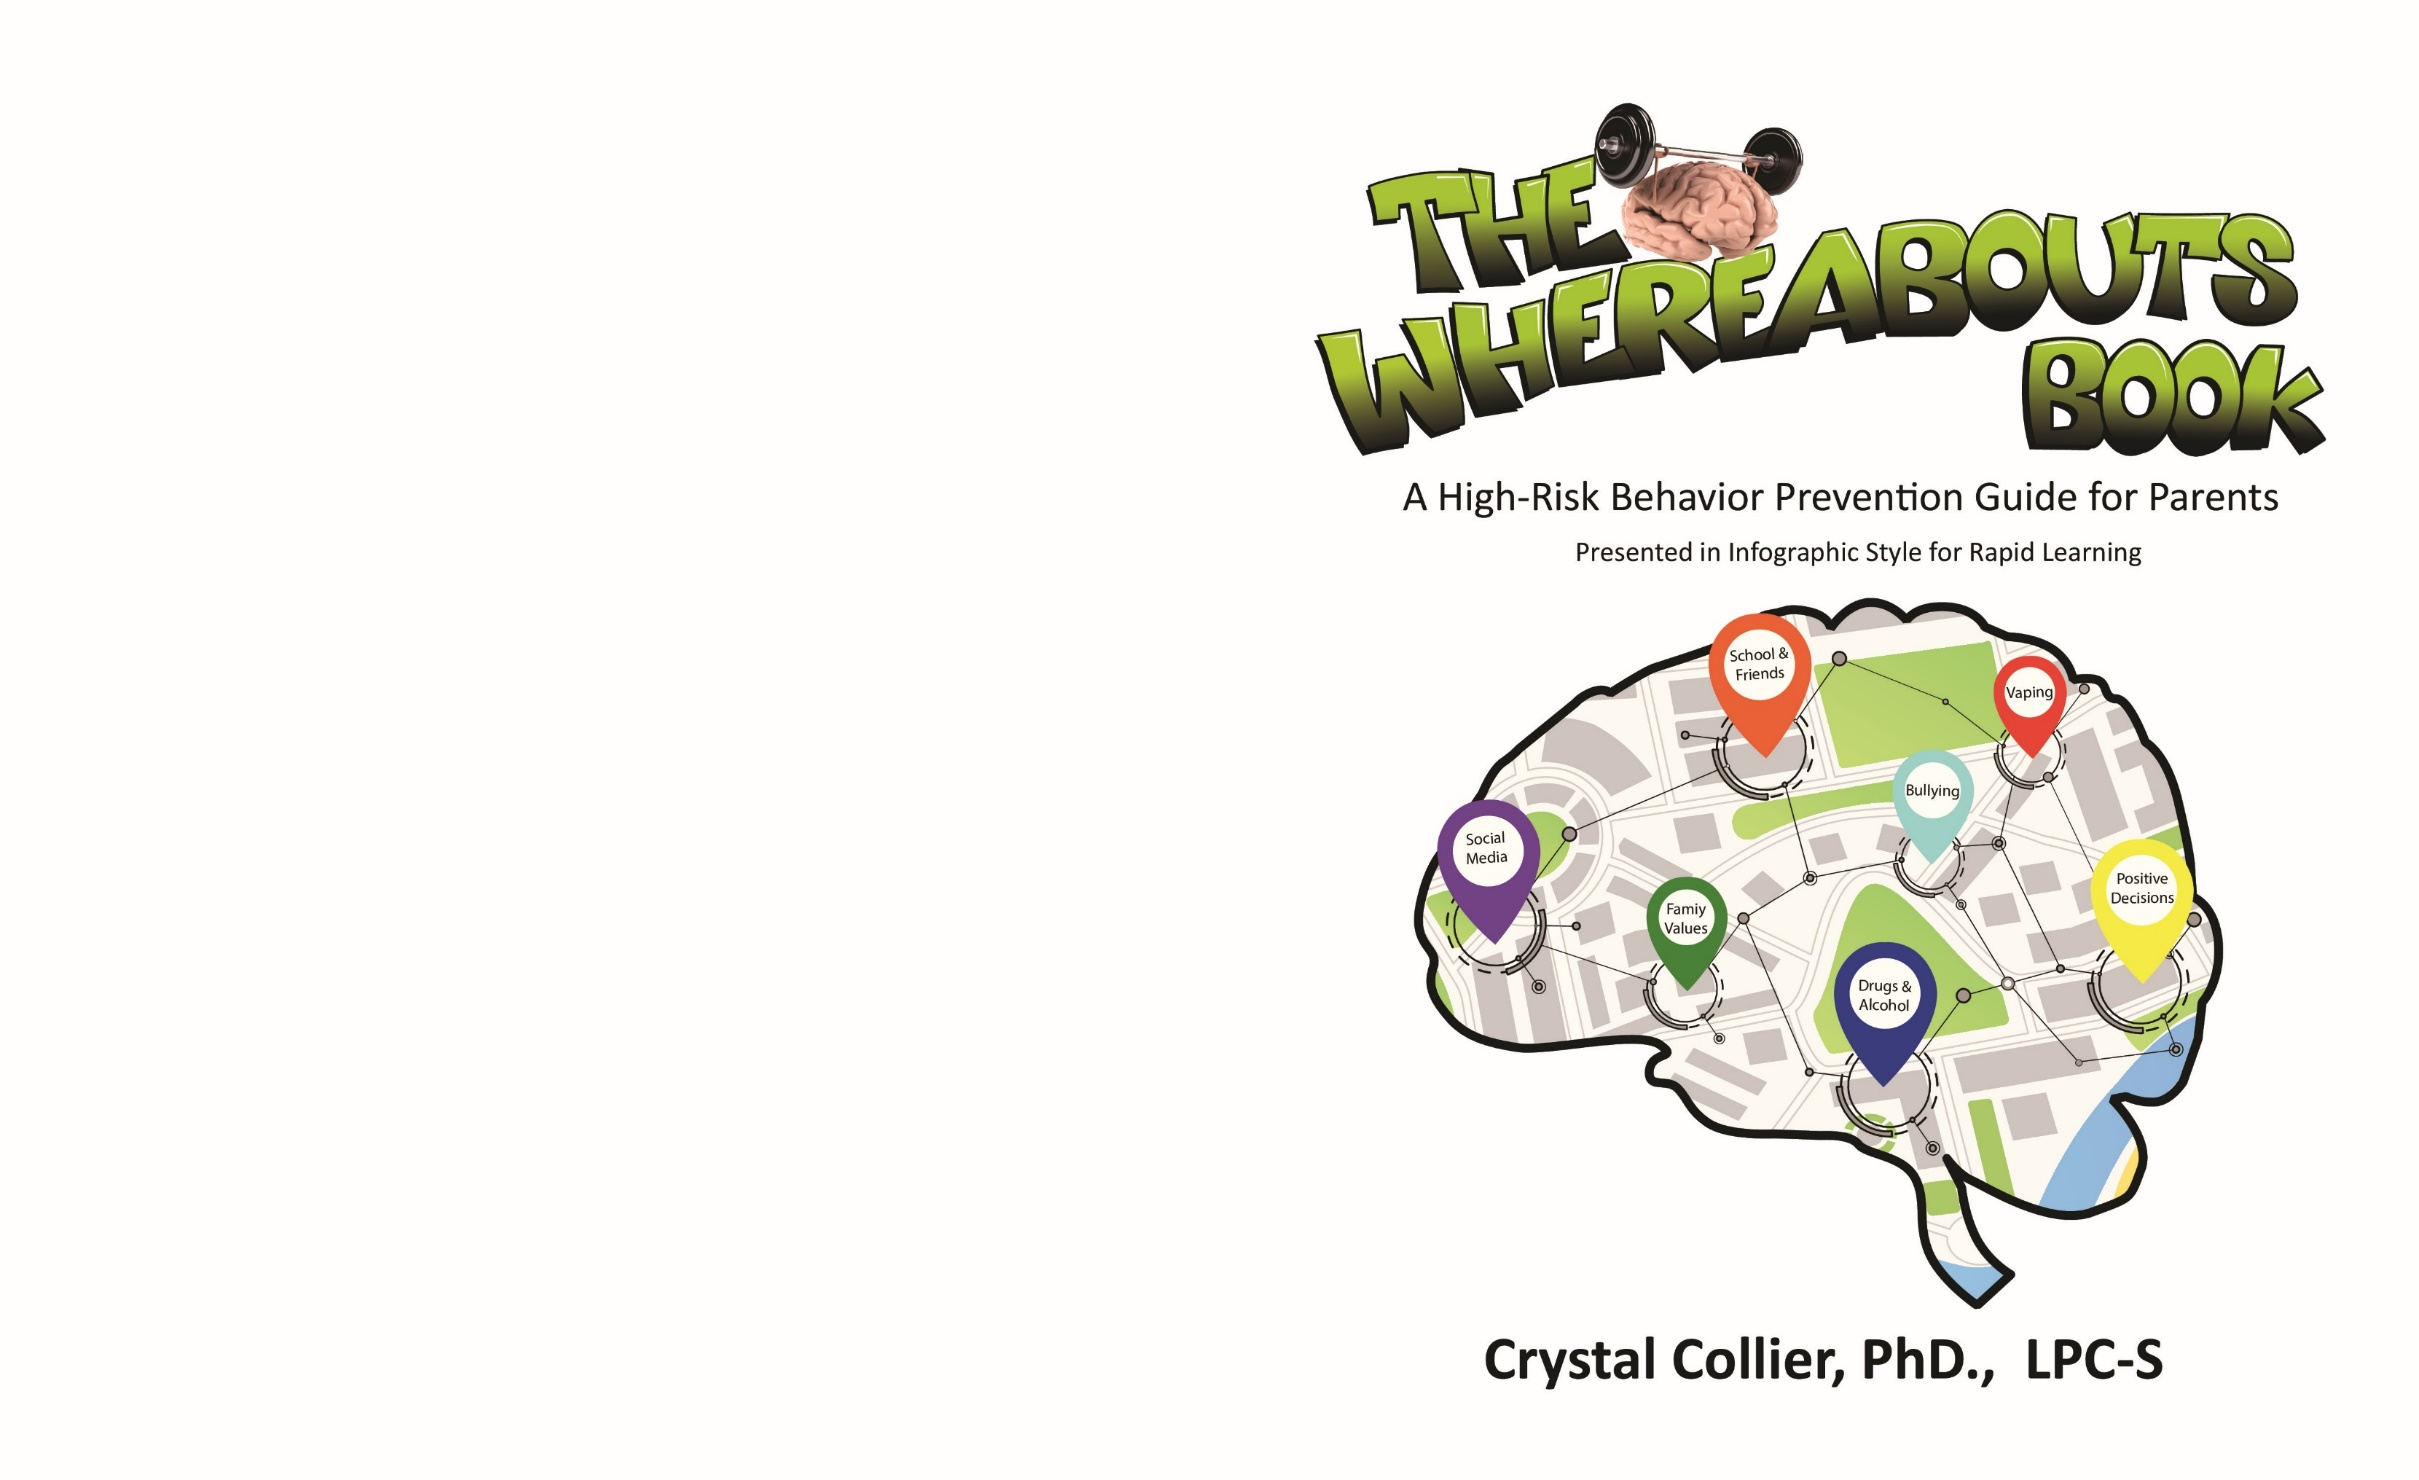 THE
WHEREABOUTS
BOOK
A High-Risk Behavior Prevention Guide for Parents
Presented in Infographic Style for Rapid Learning
School &
Friends
Vaping
Bullying
Social
Media
Positive
Decisions
Famiy
Values
Drugs &
Alcohol
Crystal Collier, PhD., LPC-S